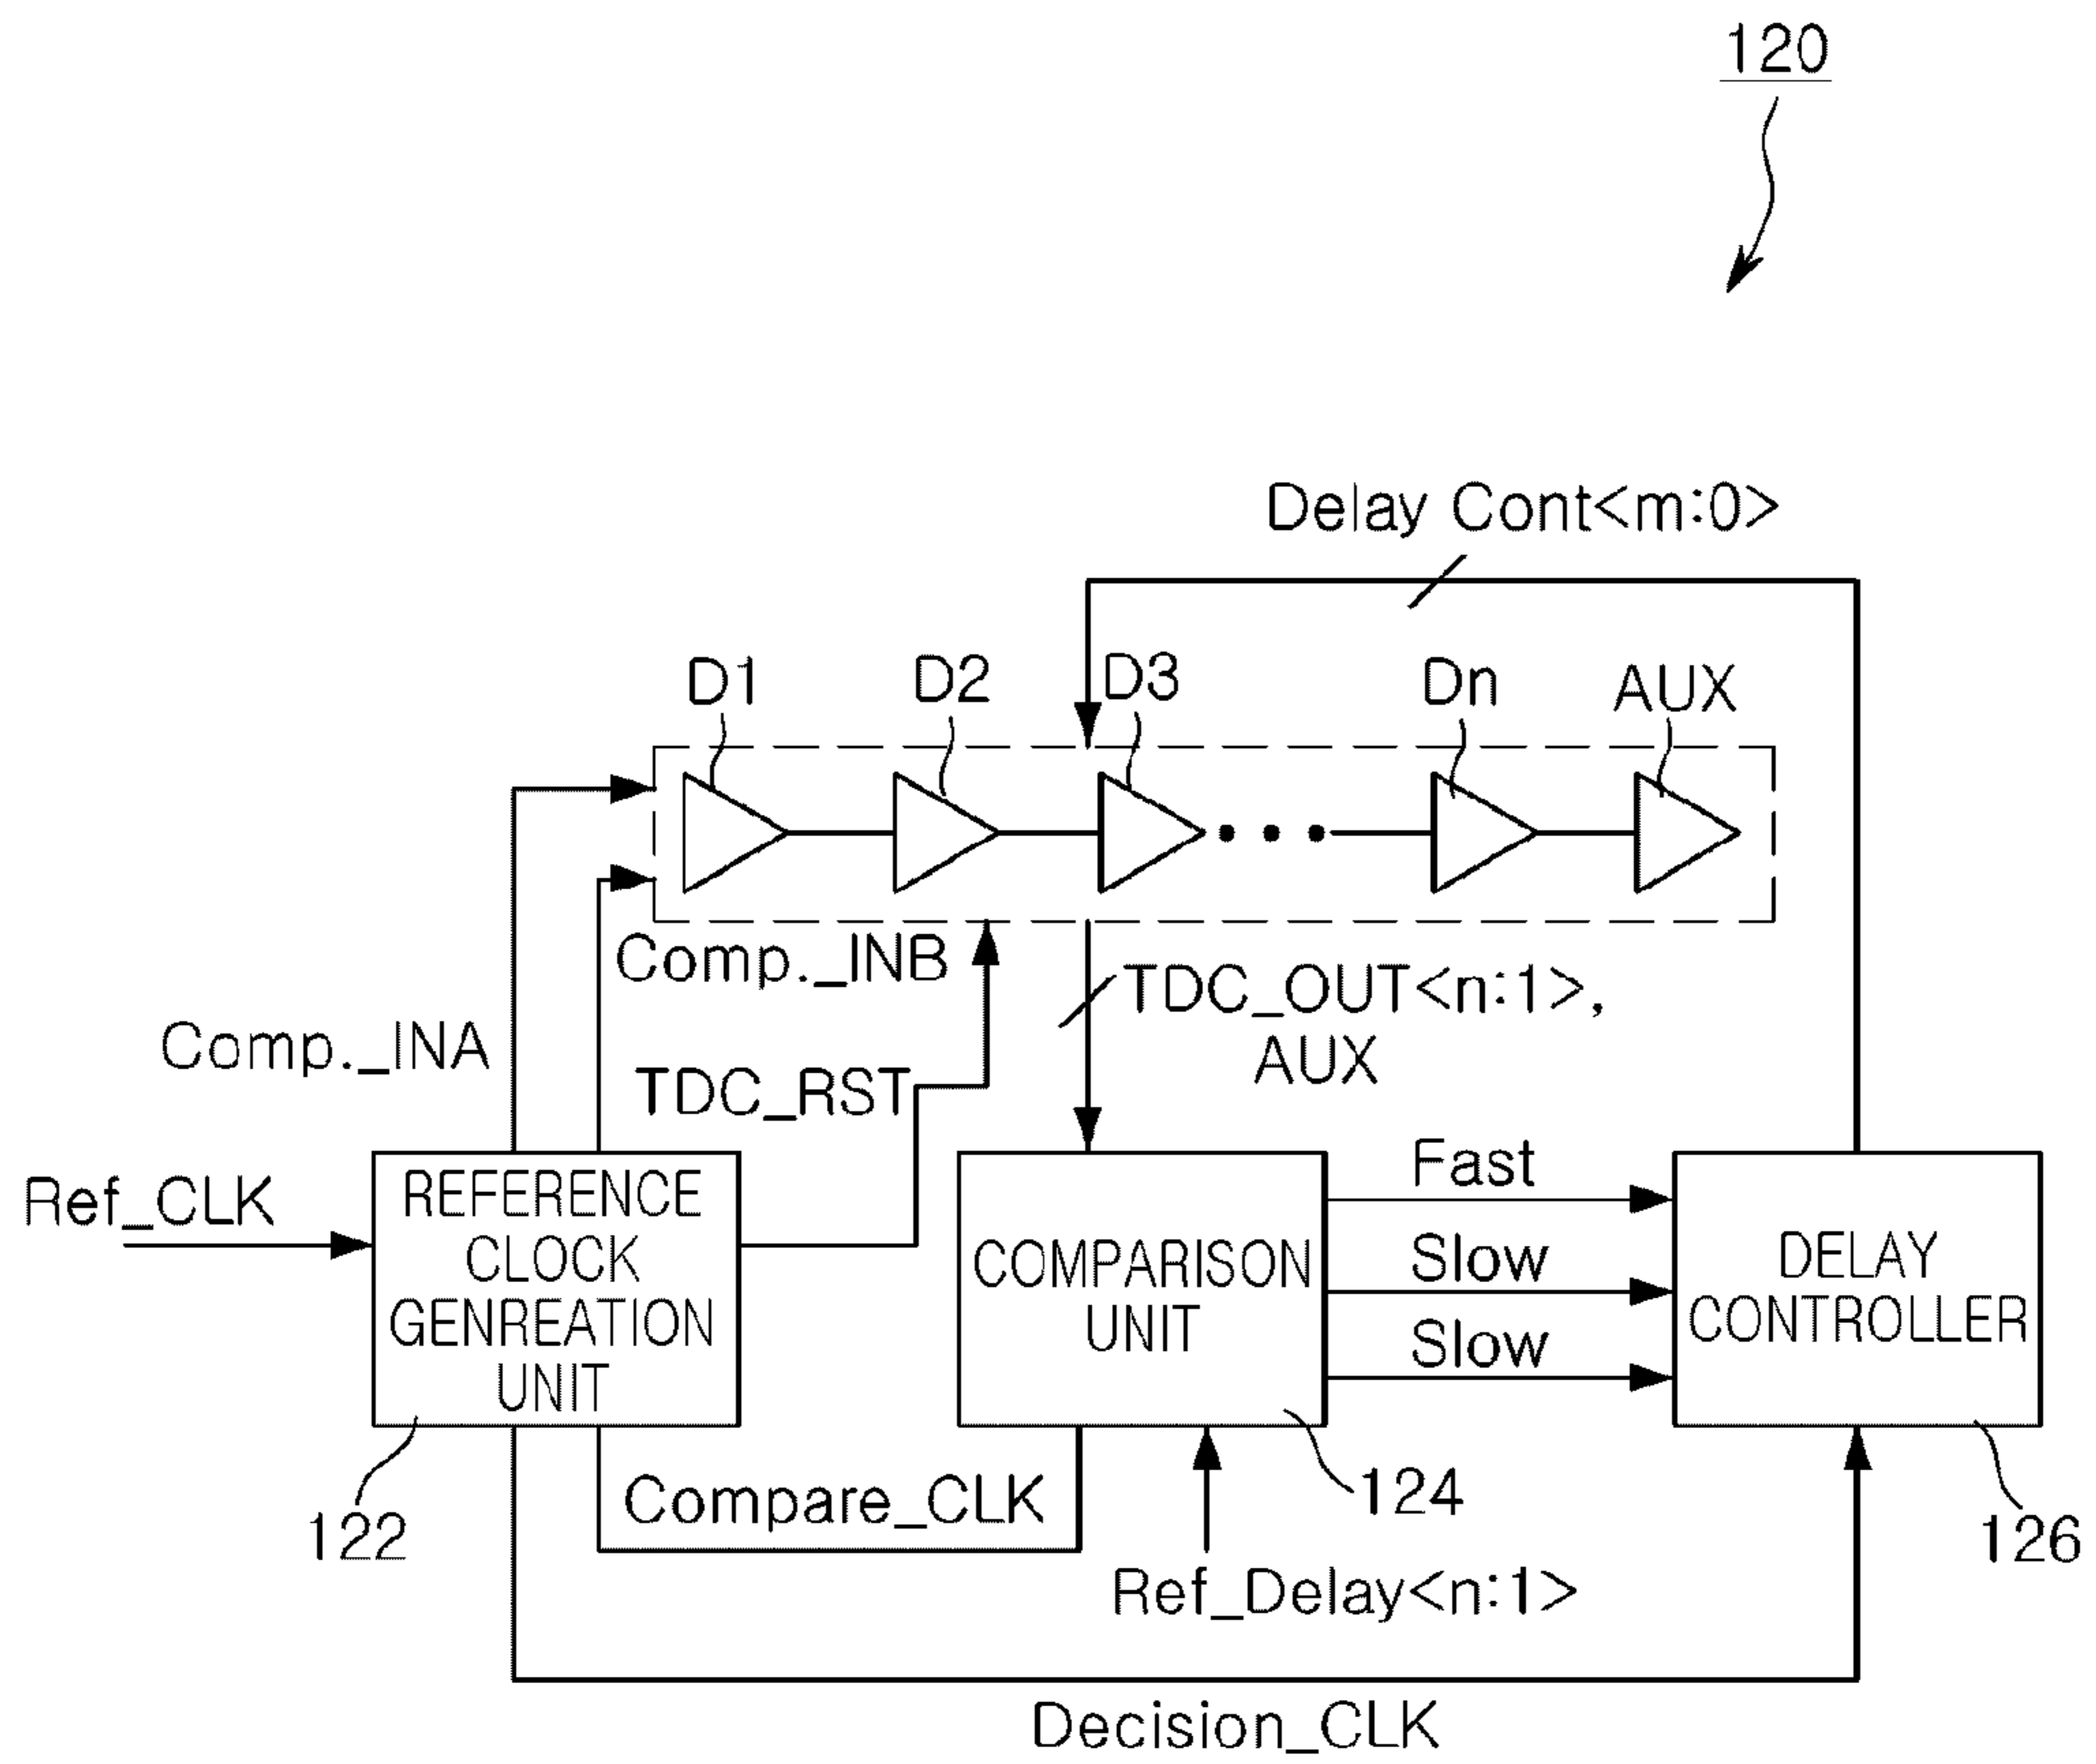 120
Delay Cont<m:0>
D1
D2
D3
Dn
AUX
Comp._INB
TDC_OUT<n:1>,
AUX
Comp._INA
TDC_RST
Ref_CLK
REFERENCE
CLOCK
GENREATION
UNIT
COMPARISON
UNIT
Fast
Slow
Slow
DELAY
CONTROLLER
Compare_CLK
122
124
126
Ref_Delay<n:1>
Decision_CLK